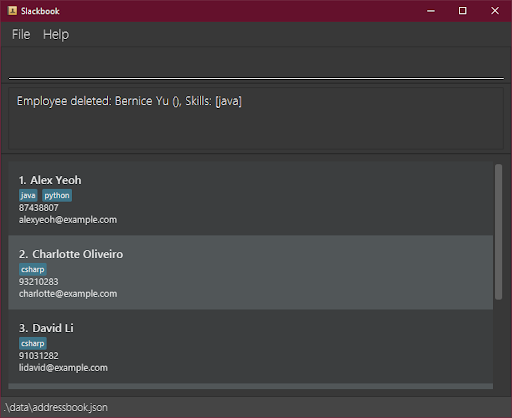 Slackbook
File Help
Employee deleted: Bernice Yu (), Skills: [java]
1. Alex Yeoh
java python
87438807
alexyeoh@example.com
2. Charlotte Oliveiro
csharp
93210283
charlotte@example.com
3. David Li
csharp
91031282
lidavid@example.com
.\data\addressbook.json